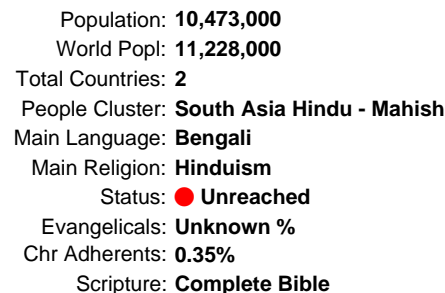 Population: 10,473,000
World Popl: 11,228,000
Total Countries: 2
People Cluster: South Asia Hindu - Mahish
Main Language: Bengali
Main Religion: Hinduism
Status: Unreached
Evangelicals: Unknown %
Chr Adherents: 0.35%
Scripture: Complete Bible